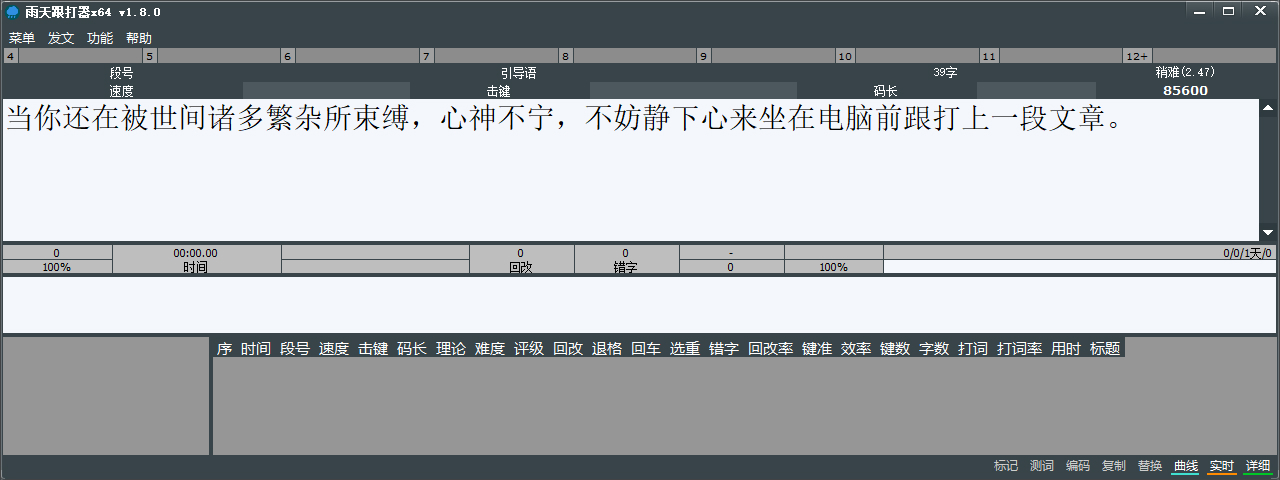 雨天跟打器x64 v1.8.0
菜单 发文 功能 帮助
4 5 6 7 8 9 10 11 12+
段号 引导语 39字 稍难(2.47)
速度 击键 码长 85600
当你还在被世间诸多繁杂所束缚，心神不宁，不妨静下心来坐在电脑前跟打上一段文章。
0 00:00.00 0 0 - 0/0/1天/0
100% 时间 回改 错字 0 100%
序 时间 段号 速度 击键 码长 理论 难度 评级 回改 退格 回车 选重 错字 回改率 键准 效率 键数 字数 打词 打词率 用时 标题
标记 测词 编码 复制 替换 曲线 实时 详细